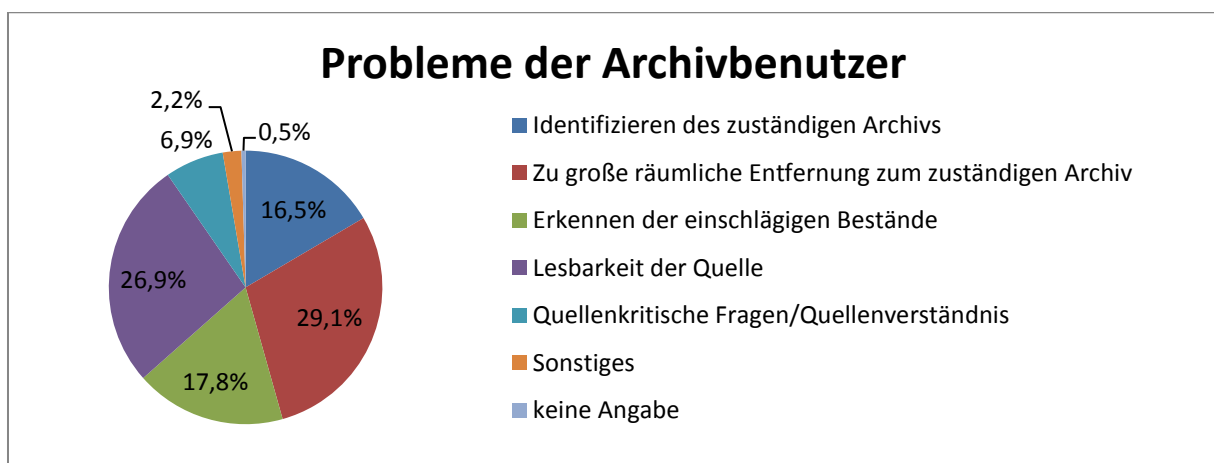 Probleme der Archivbenutzer
2,2%
0,5%
6,9%
16,5%
26,9%
29,1%
17,8%
Identifizieren des zuständigen Archivs
Zu große räumliche Entfernung zum zuständigen Archiv
Erkennen der einschlägigen Bestände
Lesbarkeit der Quelle
Quellenkritische Fragen/Quellenverständnis
Sonstiges
keine Angabe